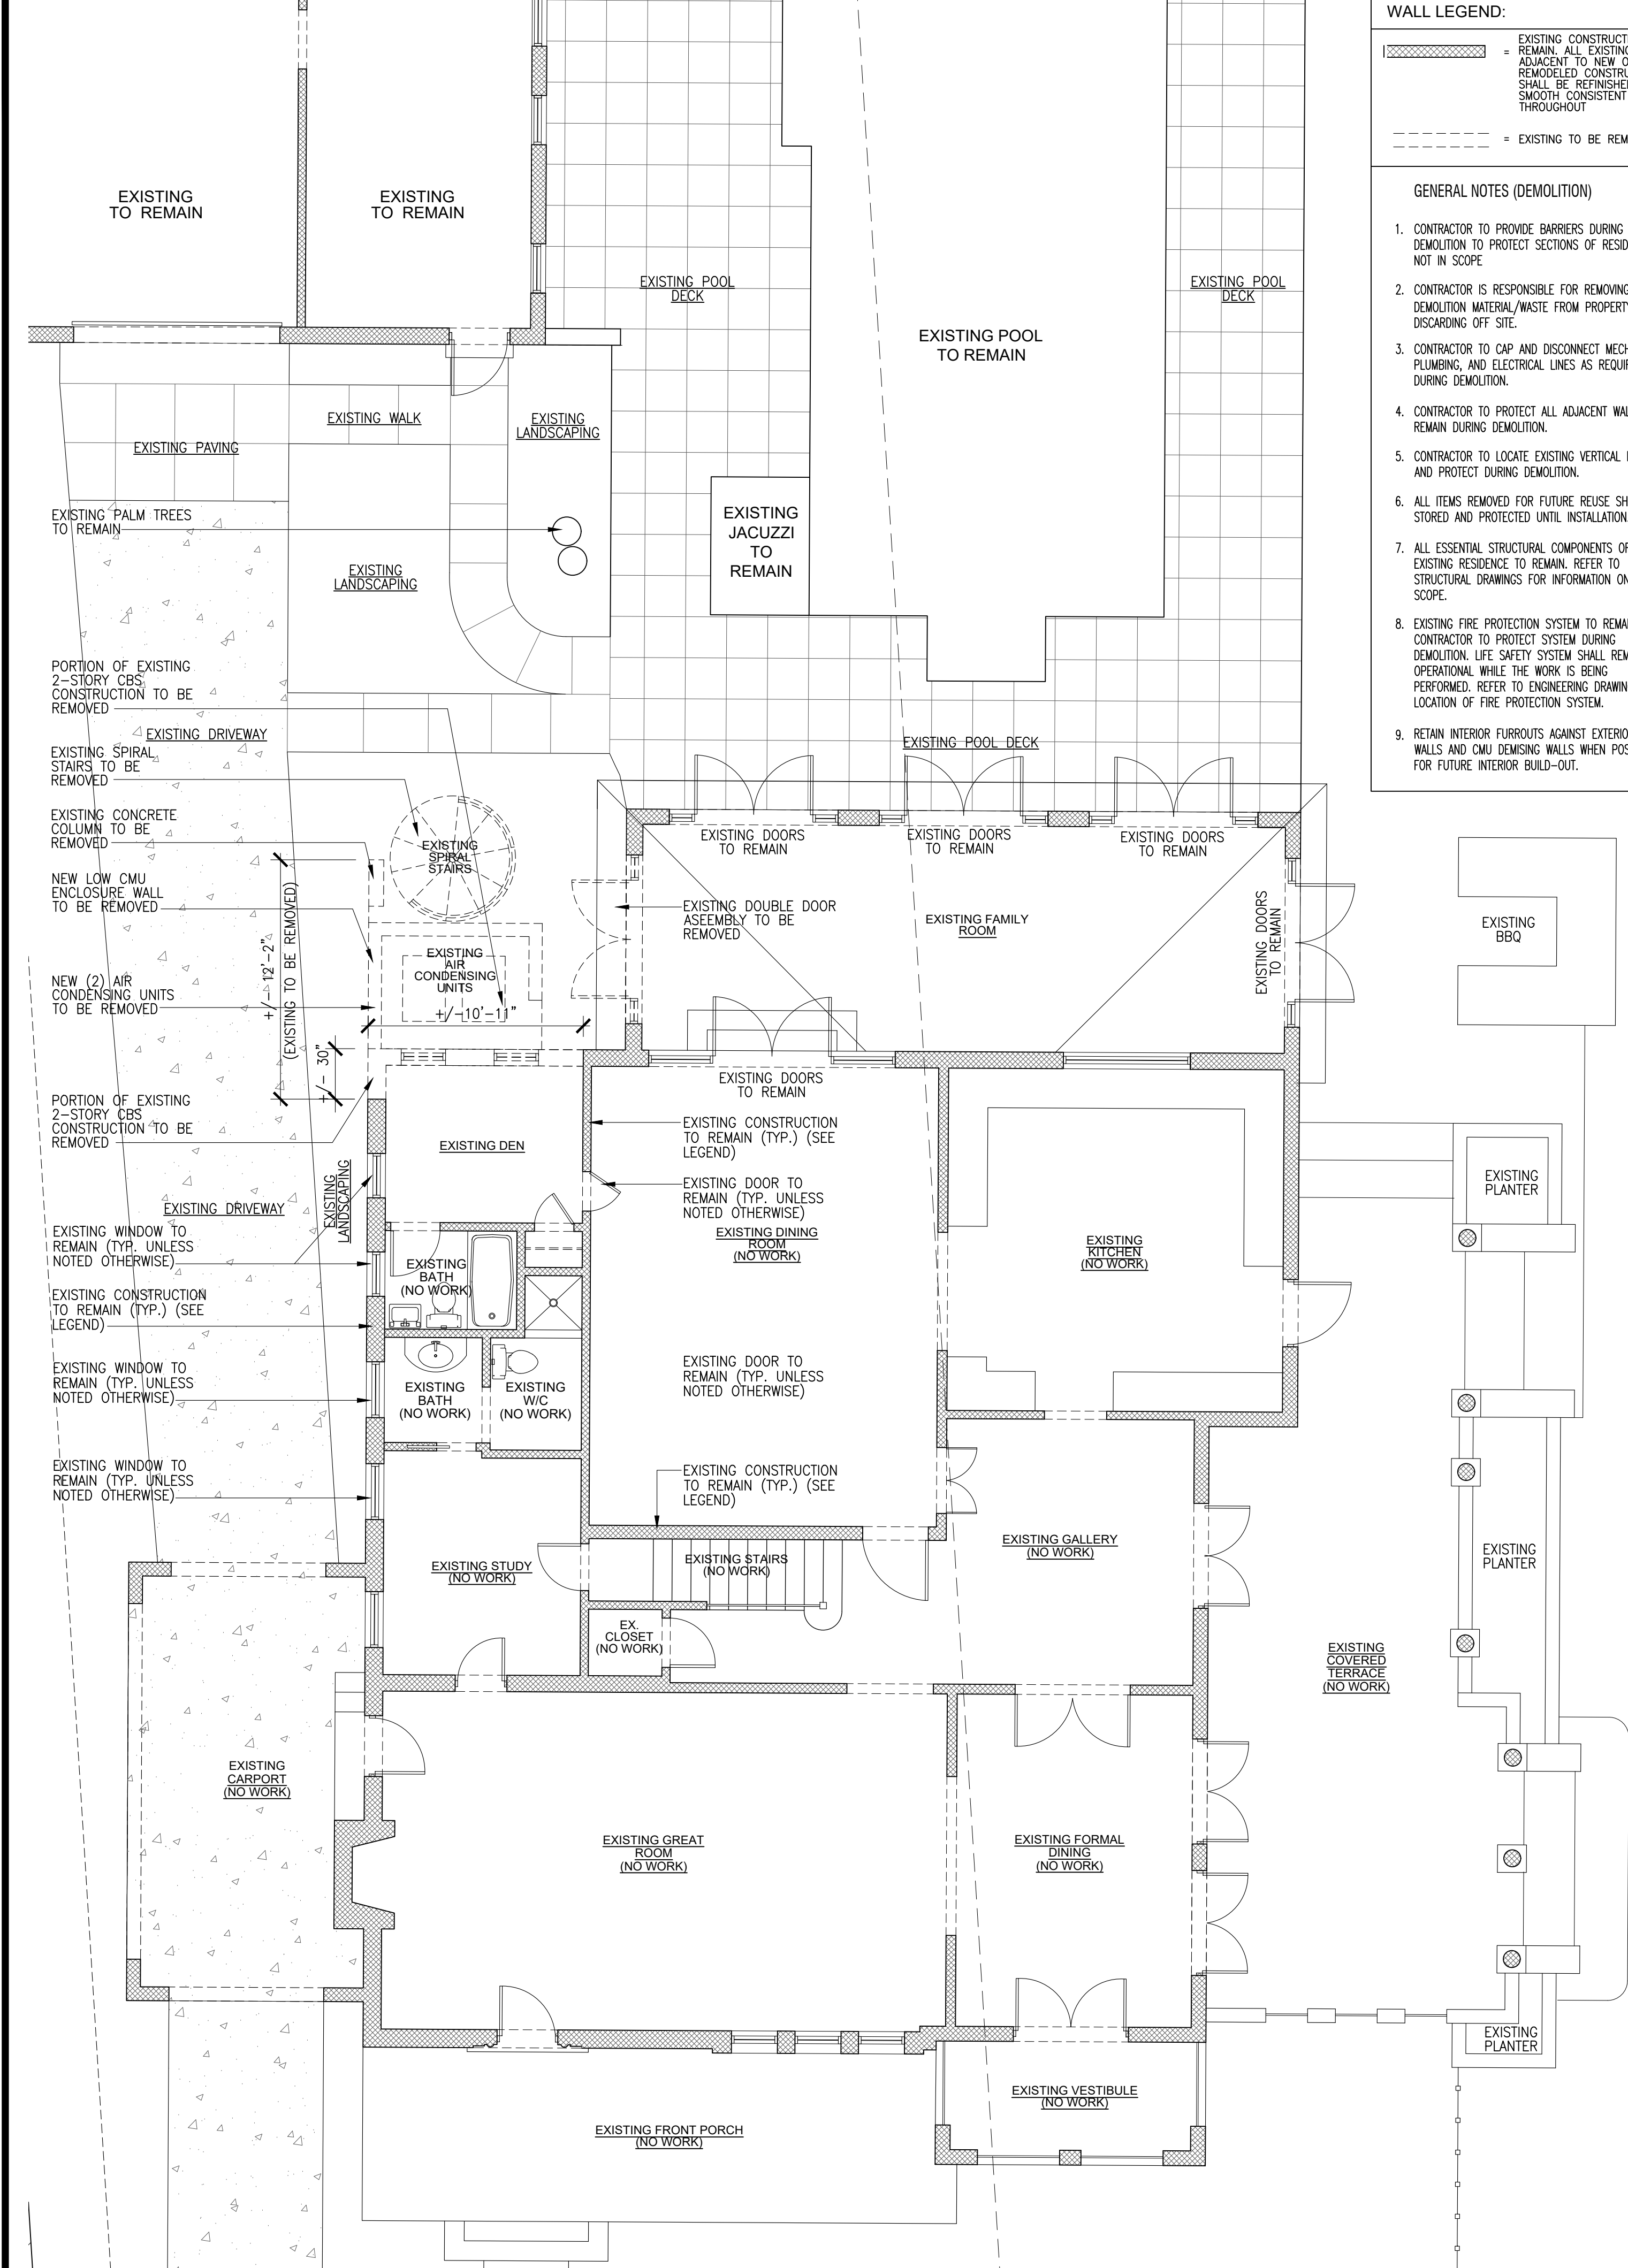 WALL LEGEND:
= EXISTING
REMAIN. ALL
ADJACENT TO NEW
REMODELED
SHALL BE
SMOOTH CONSISTENT
THROUGHOUT
= EXISTING TO BE
GENERAL NOTES (DEMOLITION)
1. CONTRACTOR TO PROVIDE BARRIERS DURING
DEMOLITION TO PROTECT SECTIONS OF
NOT IN SCOPE
2. CONTRACTOR IS RESPONSIBLE FOR REMOVING
DEMOLITION MATERIAL/WASTE FROM PROPERTY
DISCARDING OFF SITE.
3. CONTRACTOR TO CAP AND DISCONNECT
PLUMBING, AND ELECTRICAL LINES AS
DURING DEMOLITION.
4. CONTRACTOR TO PROTECT ALL ADJACENT
REMAIN DURING DEMOLITION.
5. CONTRACTOR TO LOCATE EXISTING VERTICAL
AND PROTECT DURING DEMOLITION.
6. ALL ITEMS REMOVED FOR FUTURE REUSE
STORED AND PROTECTED UNTIL INSTALLATION.
7. ALL ESSENTIAL STRUCTURAL COMPONENTS
EXISTING RESIDENCE TO REMAIN. REFER TO
STRUCTURAL DRAWINGS FOR INFORMATION ON
SCOPE.
8. EXISTING FIRE PROTECTION SYSTEM TO
CONTRACTOR TO PROTECT SYSTEM DURING
DEMOLITION. LIFE SAFETY SYSTEM SHALL
OPERATIONAL WHILE THE WORK IS BEING
PERFORMED. REFER TO ENGINEERING
LOCATION OF FIRE PROTECTION SYSTEM.
9. RETAIN INTERIOR FURROUTS AGAINST
WALLS AND CMU DEMISING WALLS WHEN
FOR FUTURE INTERIOR BUILD-OUT.
EXISTING
TO REMAIN
EXISTING
TO REMAIN
EXISTING POOL
DECK
EXISTING POOL
DECK
EXISTING POOL
TO REMAIN
EXISTING WALK
EXISTING
LANDSCAPING
EXISTING PAVING
EXISTING PALM TREES
TO REMAIN
EXISTING
JACUZZI
TO
REMAIN
EXISTING
LANDSCAPING
PORTION OF EXISTING
2-STORY CBS
CONSTRUCTION TO BE
REMOVED
EXISTING DRIVEWAY
EXISTING POOL DECK
EXISTING SPIRAL
STAIRS TO BE
REMOVED
EXISTING CONCRETE
COLUMN TO BE
REMOVED
EXISTING
SPIRAL
STAIRS
EXISTING DOORS
TO REMAIN
EXISTING DOORS
TO REMAIN
EXISTING DOORS
TO REMAIN
NEW LOW CMU
ENCLOSURE WALL
TO BE REMOVED
+/- 12'-2"
(EXISTING TO BE REMOVED)
EXISTING DOUBLE DOOR
ASEEMBLY TO BE
REMOVED
EXISTING FAMILY
ROOM
EXISTING DOORS
TO REMAIN
EXISTING
BBQ
EXISTING
AIR
CONDENSING
UNITS
NEW (2) AIR
CONDENSING UNITS
TO BE REMOVED
+/-10'-11"
+/- 30"
EXISTING DOORS
TO REMAIN
PORTION OF EXISTING
2-STORY CBS
CONSTRUCTION TO BE
REMOVED
EXISTING DEN
EXISTING CONSTRUCTION
TO REMAIN (TYP.) (SEE
LEGEND)
EXISTING
LANDSCAPING
EXISTING DOOR TO
REMAIN (TYP. UNLESS
NOTED OTHERWISE)
EXISTING
PLANTER
EXISTING DRIVEWAY
EXISTING WINDOW TO
REMAIN (TYP. UNLESS
NOTED OTHERWISE)
EXISTING DINING
ROOM
(NO WORK)
EXISTING
KITCHEN
(NO WORK)
EXISTING
BATH
(NO WORK)
EXISTING CONSTRUCTION
TO REMAIN (TYP.) (SEE
LEGEND)
EXISTING WINDOW TO
REMAIN (TYP. UNLESS
NOTED OTHERWISE)
EXISTING
BATH
(NO WORK)
EXISTING
W/C
(NO WORK)
EXISTING DOOR TO
REMAIN (TYP. UNLESS
NOTED OTHERWISE)
EXISTING WINDOW TO
REMAIN (TYP. UNLESS
NOTED OTHERWISE)
EXISTING CONSTRUCTION
TO REMAIN (TYP.) (SEE
LEGEND)
EXISTING GALLERY
(NO WORK)
EXISTING
PLANTER
EXISTING STUDY
(NO WORK)
EXISTING STAIRS
(NO WORK)
EX.
CLOSET
(NO WORK)
EXISTING
COVERED
TERRACE
(NO WORK)
EXISTING
CARPORT
(NO WORK)
EXISTING GREAT
ROOM
(NO WORK)
EXISTING FORMAL
DINING
(NO WORK)
EXISTING
PLANTER
EXISTING VESTIBULE
(NO WORK)
EXISTING FRONT PORCH
(NO WORK)